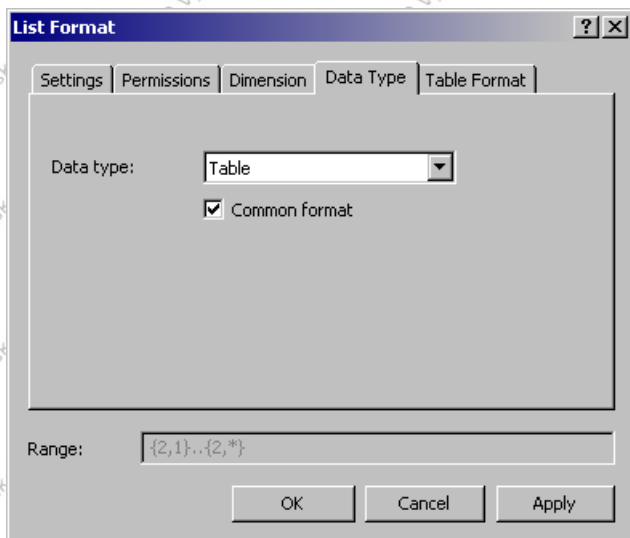 List Format
Settings Permissions Dimension Data Type Table Format
Data type: Table
Common format
Range: {2,1}..{2,*}
OK Cancel Apply